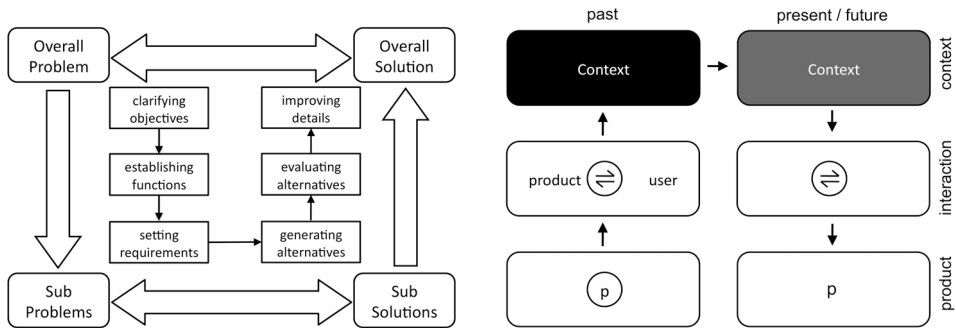 Overall
Problem
Overall
Solution
clarifying
objectives
improving
details
establishing
functions
evaluating
alternatives
setting
requirements
generating
alternatives
Sub
Problems
Sub
Solutions
past
present / future
Context
Context
context
product
user
interaction
p
p
product